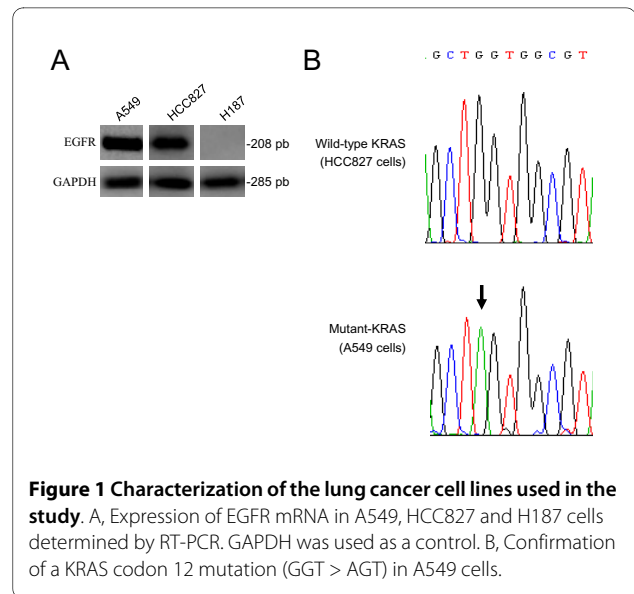 A
B
A549 HCC827 H187
EGFR -208 pb
GAPDH -285 pb
. G C T G G T G G C G T
Wild-type KRAS
(HCC827 cells)
Mutant-KRAS
(A549 cells)
Figure 1 Characterization of the lung cancer cell lines used in the
study. A, Expression of EGFR mRNA in A549, HCC827 and H187 cells
determined by RT-PCR. GAPDH was used as a control. B, Confirmation
of a KRAS codon 12 mutation (GGT > AGT) in A549 cells.